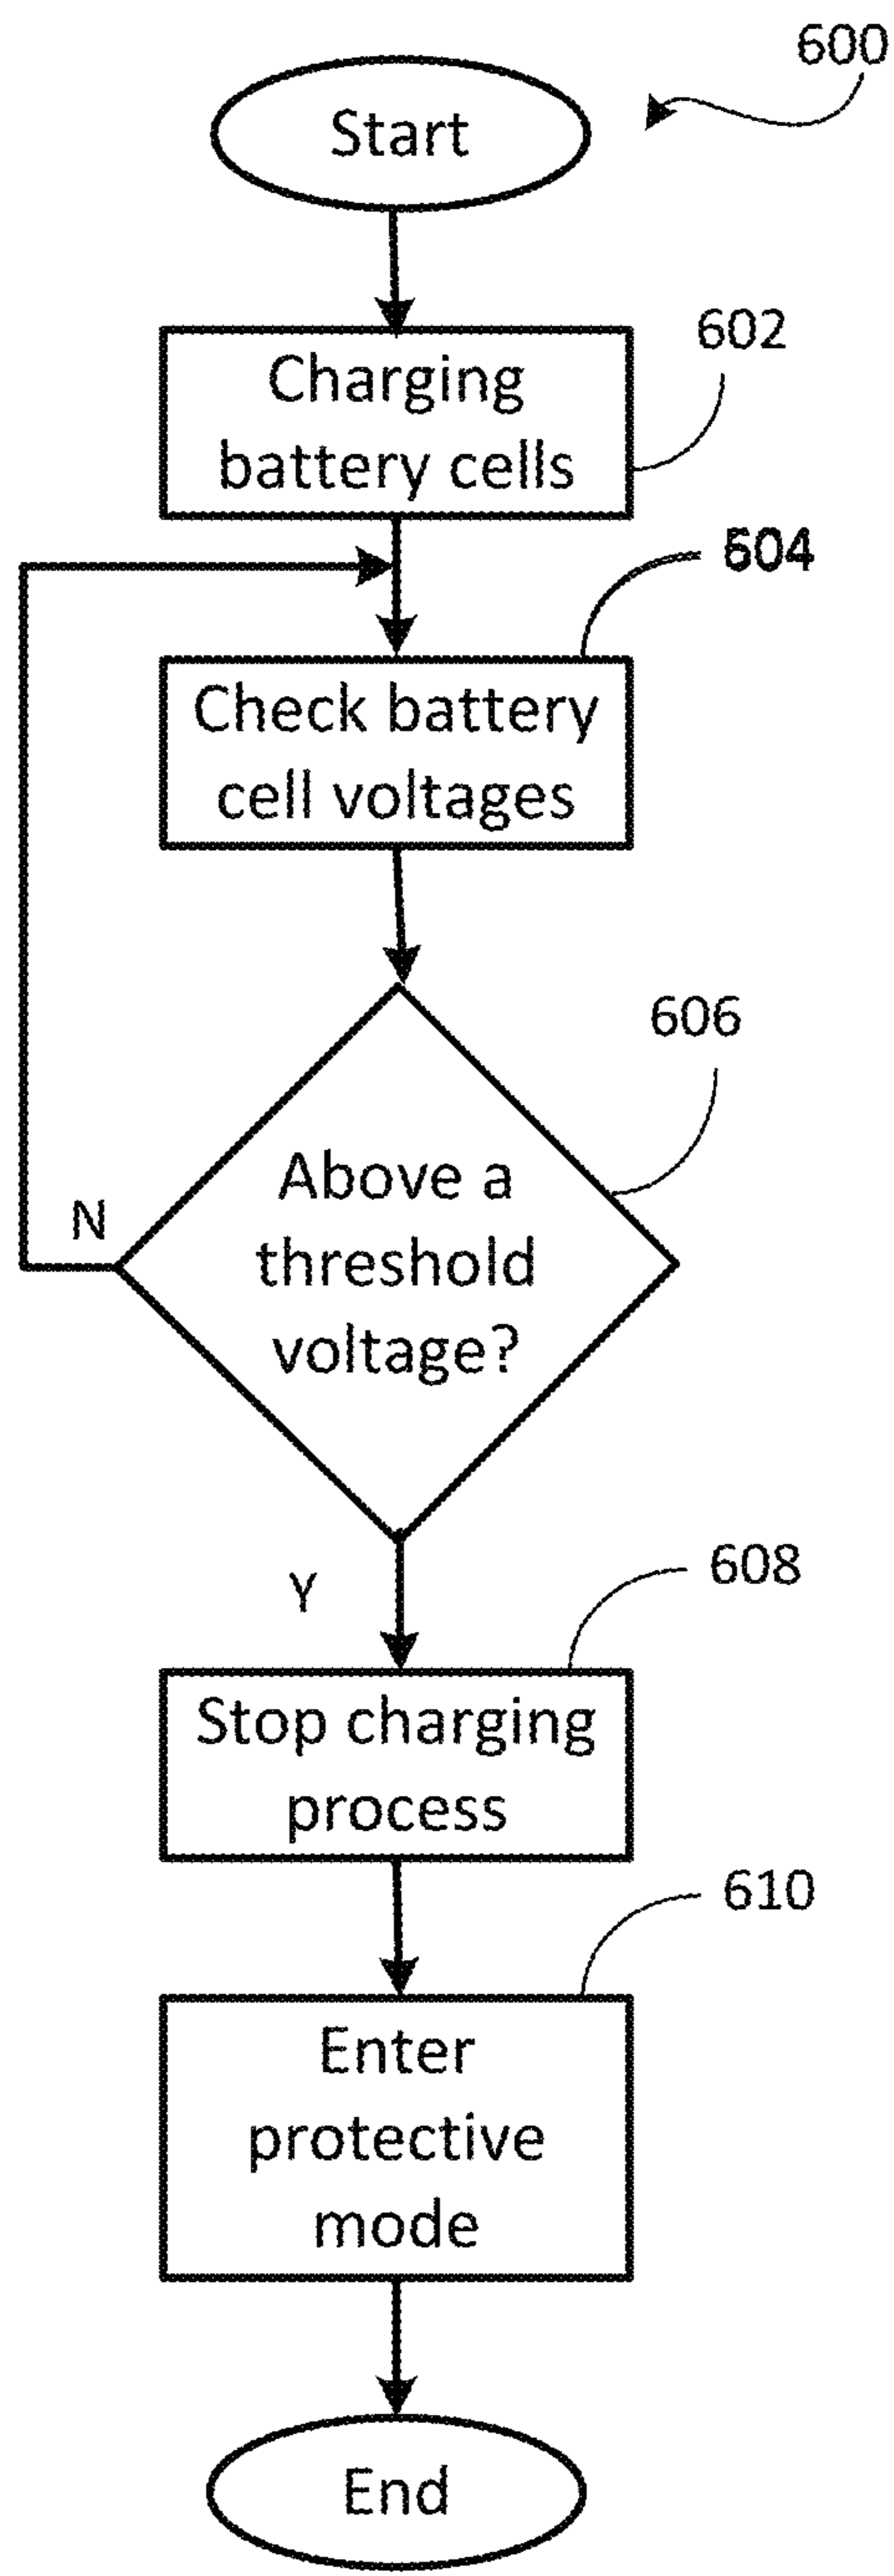 600
Start
602
Charging
battery cells
604
Check battery
cell voltages
606
Above a
threshold
voltage?
N
Y
608
Stop charging
process
610
Enter
protective
mode
End